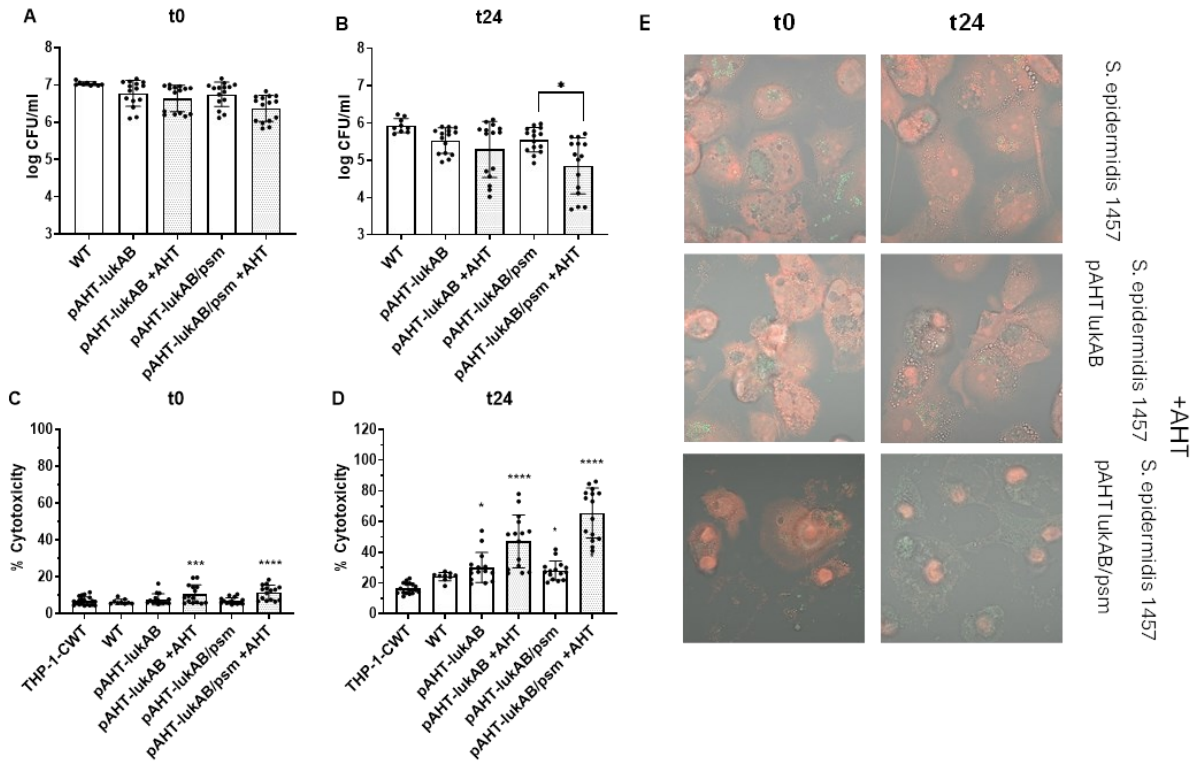 A
t0
log CFU/ml
8
7
6
5
4
3
WT
pAHT-lukAB
pAHT-lukAB +AHT
pAHT-lukAB/psm
pAHT-lukAB/psm +AHT
B
t24
log CFU/ml
8
7
6
5
4
3
*
WT
pAHT-lukAB
pAHT-lukAB +AHT
pAHT-lukAB/psm
pAHT-lukAB/psm +AHT
C
t0
% Cytotoxicity
100
80
60
40
20
0
***
****
THP-1-CWT
WT
pAHT-lukAB
pAHT-lukAB +AHT
pAHT-lukAB/psm
pAHT-lukAB/psm +AHT
D
t24
% Cytotoxicity
120
100
80
60
40
20
0
*
****
*
****
THP-1-CWT
WT
pAHT-lukAB
pAHT-lukAB +AHT
pAHT-lukAB/psm
pAHT-lukAB/psm +AHT
E
t0
t24
S. epidermidis 1457
S. epidermidis 1457
pAHT lukAB
S. epidermidis 1457
pAHT lukAB/psm
+AHT